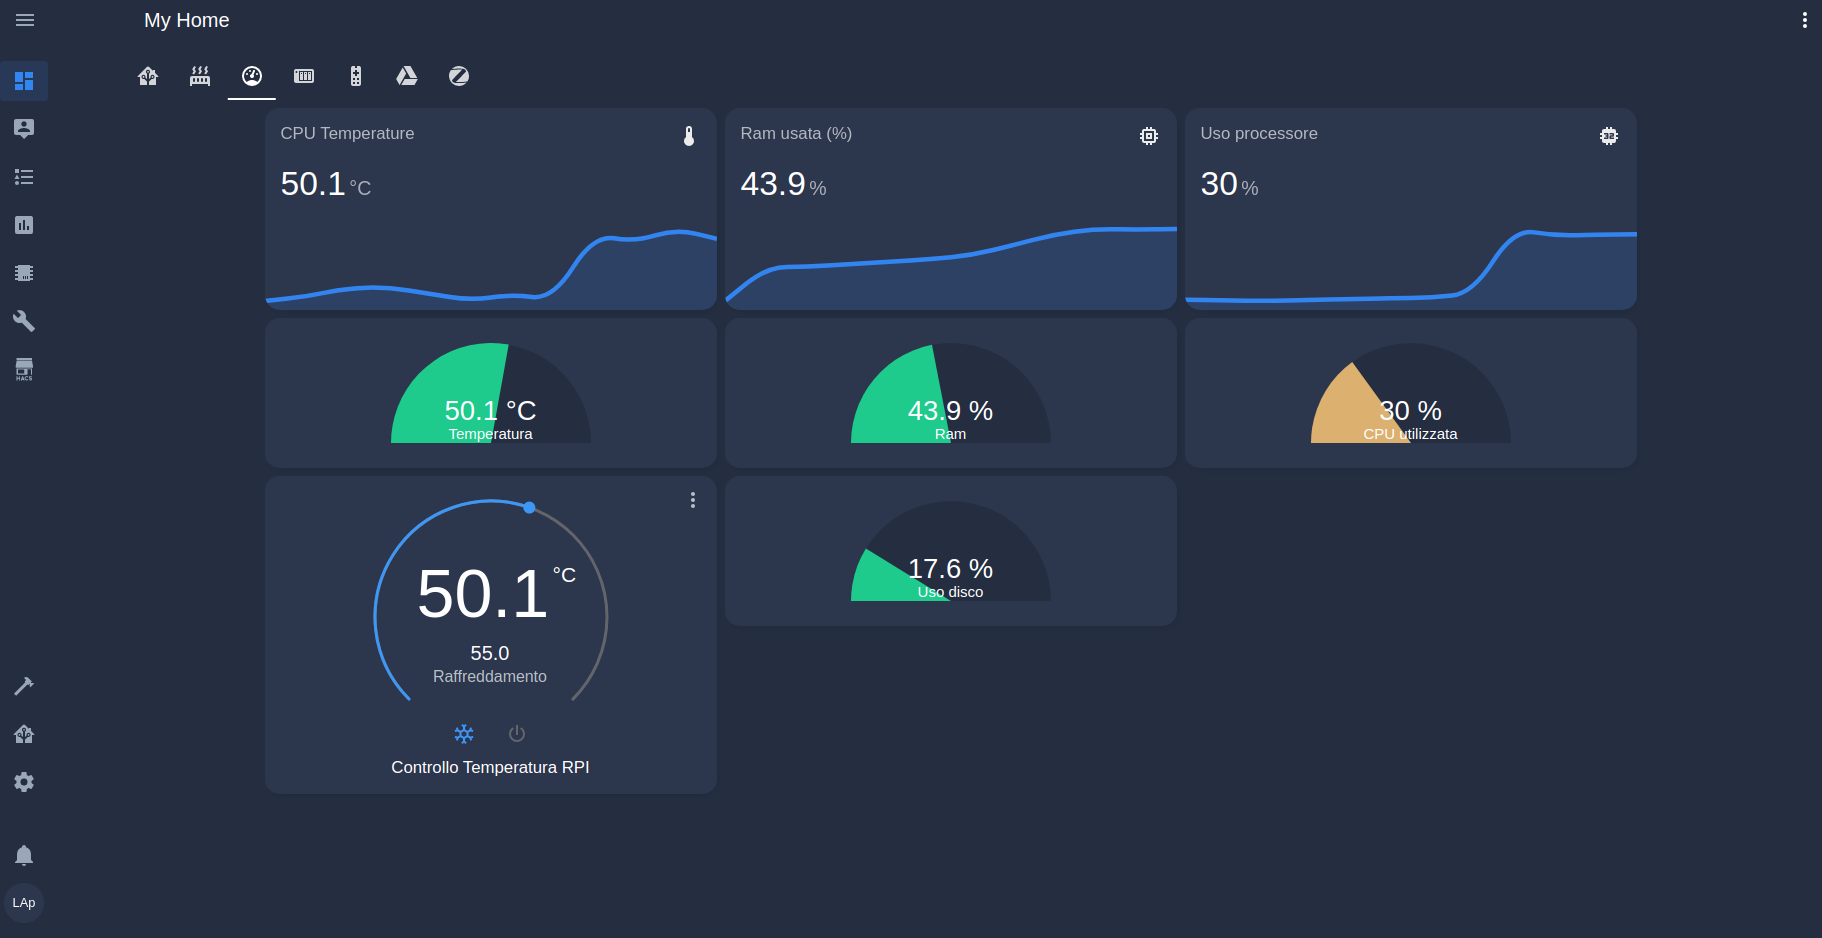 My Home
CPU Temperature
50.1 °C
Ram usata (%)
43.9 %
Uso processore
30 %
50.1 °C
Temperatura
43.9 %
Ram
30 %
CPU utilizzata
50.1 °C
55.0
Raffreddamento
Controllo Temperatura RPI
17.6 %
Uso disco
HACS
LAp